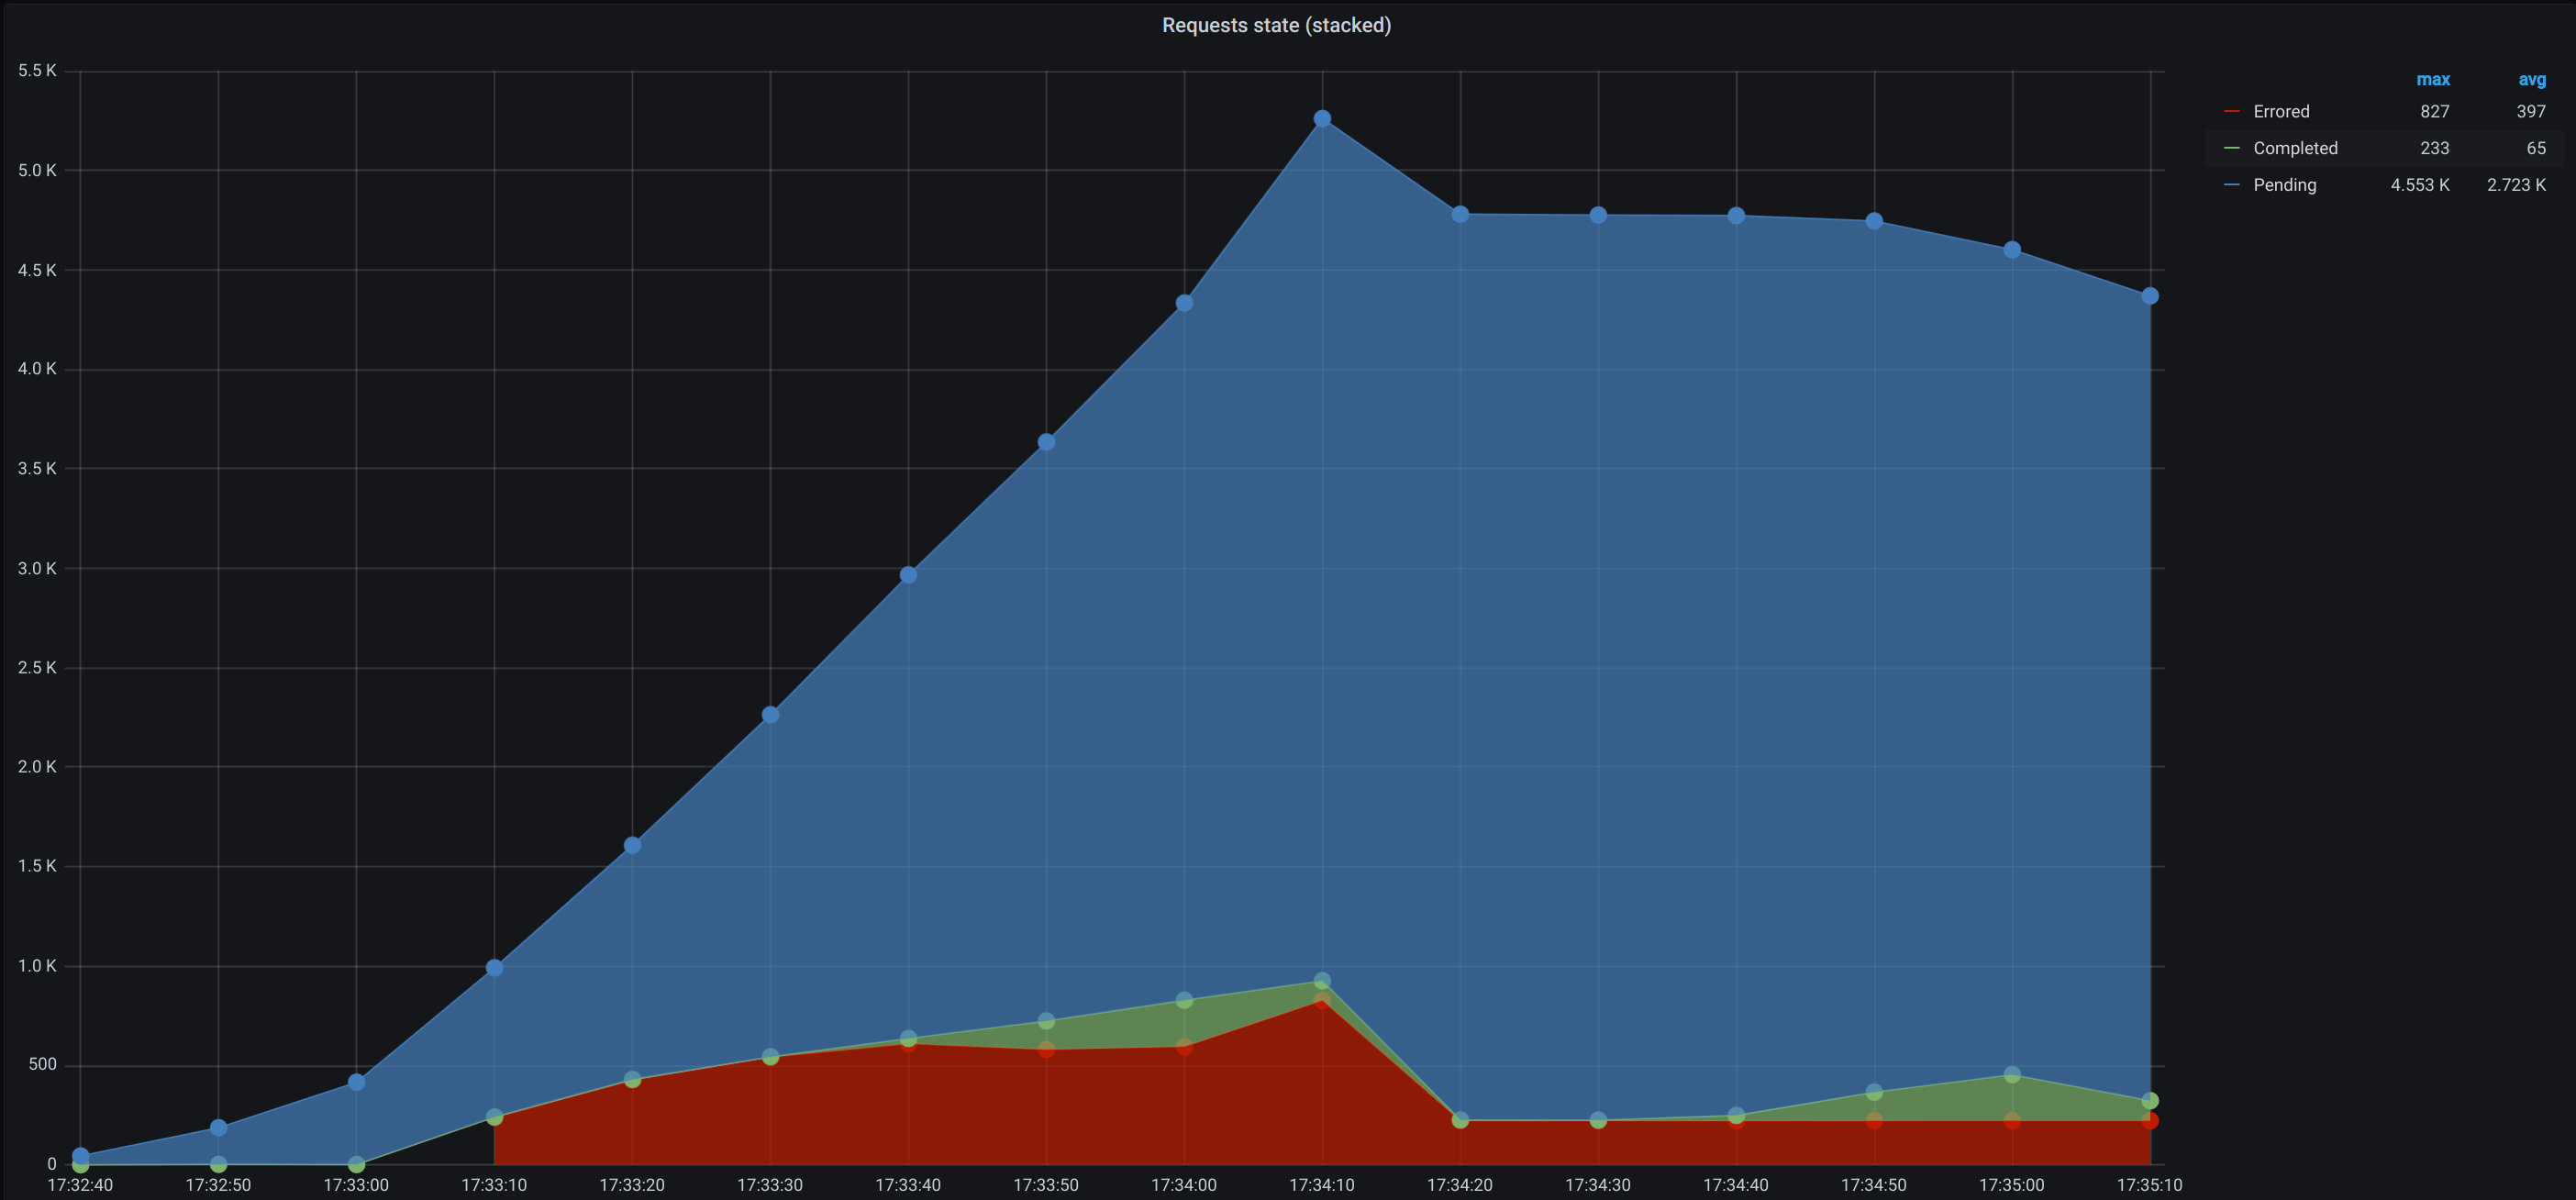 Requests state (stacked)
5.5 K
5.0 K
4.5 K
4.0 K
3.5 K
3.0 K
2.5 K
2.0 K
1.5 K
1.0 K
500
0
17:32:40 17:32:50 17:33:00 17:33:10 17:33:20 17:33:30 17:33:40 17:33:50 17:34:00 17:34:10 17:34:20 17:34:30 17:34:40 17:34:50 17:35:00 17:35:10
max avg
Errored 827 397
Completed 233 65
Pending 4.553 K 2.723 K